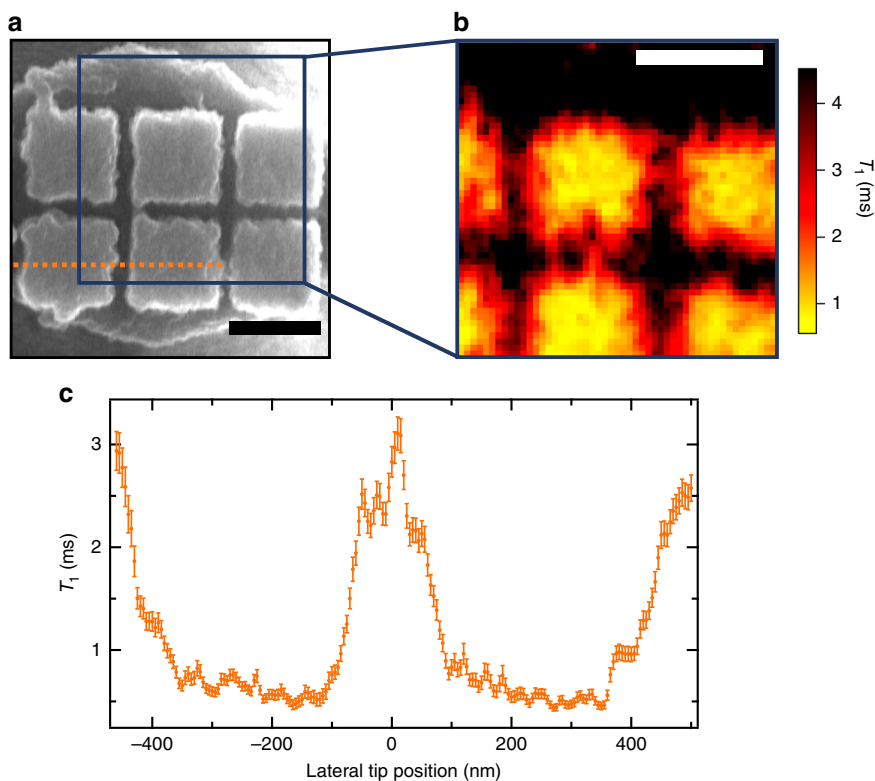 a
b
4
3
2
1
T₁ (ms)
c
3
2
1
T₁ (ms)
−400
−200
0
200
400
Lateral tip position (nm)